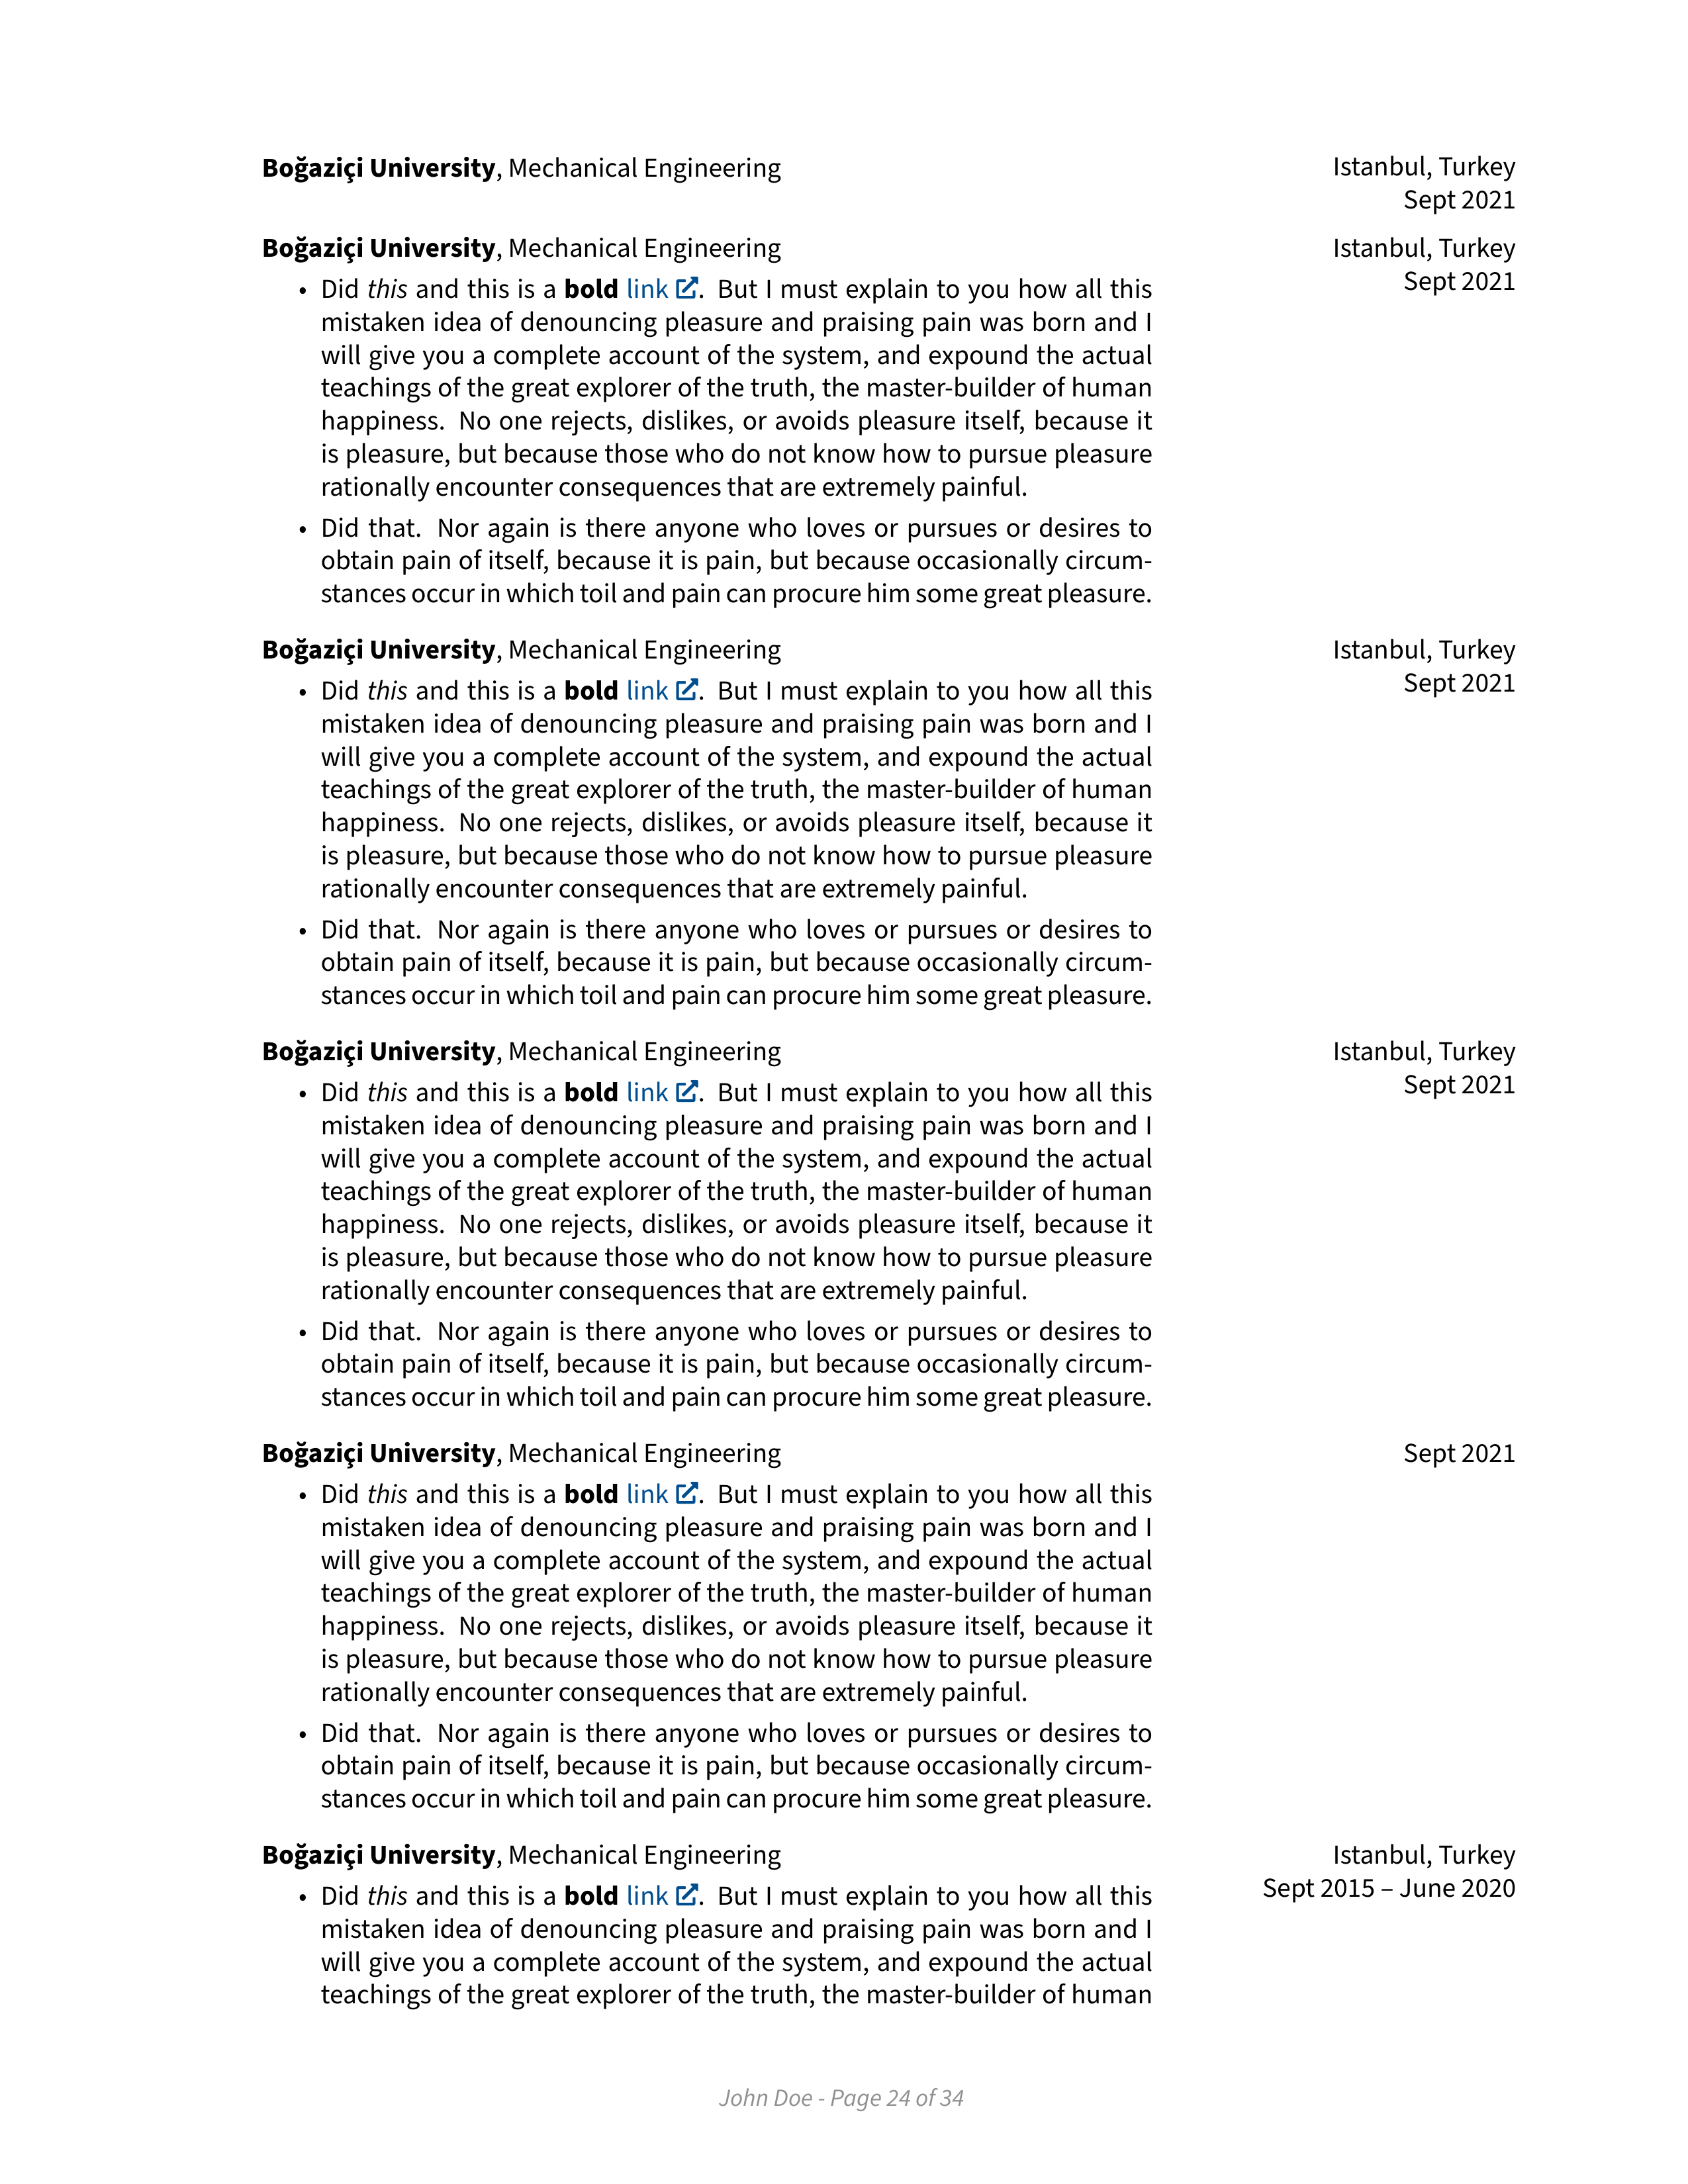 Boğaziçi University, Mechanical Engineering Istanbul, Turkey
Sept 2021
Boğaziçi University, Mechanical Engineering Istanbul, Turkey
Sept 2021
• Did this and this is a bold link. But I must explain to you how all this
mistaken idea of denouncing pleasure and praising pain was born and I
will give you a complete account of the system, and expound the actual
teachings of the great explorer of the truth, the master-builder of human
happiness. No one rejects, dislikes, or avoids pleasure itself, because it
is pleasure, but because those who do not know how to pursue pleasure
rationally encounter consequences that are extremely painful.
• Did that. Nor again is there anyone who loves or pursues or desires to
obtain pain of itself, because it is pain, but because occasionally circum-
stances occur in which toil and pain can procure him some great pleasure.
Boğaziçi University, Mechanical Engineering Istanbul, Turkey
Sept 2021
• Did this and this is a bold link. But I must explain to you how all this
mistaken idea of denouncing pleasure and praising pain was born and I
will give you a complete account of the system, and expound the actual
teachings of the great explorer of the truth, the master-builder of human
happiness. No one rejects, dislikes, or avoids pleasure itself, because it
is pleasure, but because those who do not know how to pursue pleasure
rationally encounter consequences that are extremely painful.
• Did that. Nor again is there anyone who loves or pursues or desires to
obtain pain of itself, because it is pain, but because occasionally circum-
stances occur in which toil and pain can procure him some great pleasure.
Boğaziçi University, Mechanical Engineering Istanbul, Turkey
Sept 2021
• Did this and this is a bold link. But I must explain to you how all this
mistaken idea of denouncing pleasure and praising pain was born and I
will give you a complete account of the system, and expound the actual
teachings of the great explorer of the truth, the master-builder of human
happiness. No one rejects, dislikes, or avoids pleasure itself, because it
is pleasure, but because those who do not know how to pursue pleasure
rationally encounter consequences that are extremely painful.
• Did that. Nor again is there anyone who loves or pursues or desires to
obtain pain of itself, because it is pain, but because occasionally circum-
stances occur in which toil and pain can procure him some great pleasure.
Boğaziçi University, Mechanical Engineering Sept 2021
• Did this and this is a bold link. But I must explain to you how all this
mistaken idea of denouncing pleasure and praising pain was born and I
will give you a complete account of the system, and expound the actual
teachings of the great explorer of the truth, the master-builder of human
happiness. No one rejects, dislikes, or avoids pleasure itself, because it
is pleasure, but because those who do not know how to pursue pleasure
rationally encounter consequences that are extremely painful.
• Did that. Nor again is there anyone who loves or pursues or desires to
obtain pain of itself, because it is pain, but because occasionally circum-
stances occur in which toil and pain can procure him some great pleasure.
Boğaziçi University, Mechanical Engineering Istanbul, Turkey
Sept 2015 – June 2020
• Did this and this is a bold link. But I must explain to you how all this
mistaken idea of denouncing pleasure and praising pain was born and I
will give you a complete account of the system, and expound the actual
teachings of the great explorer of the truth, the master-builder of human
John Doe - Page 24 of 34